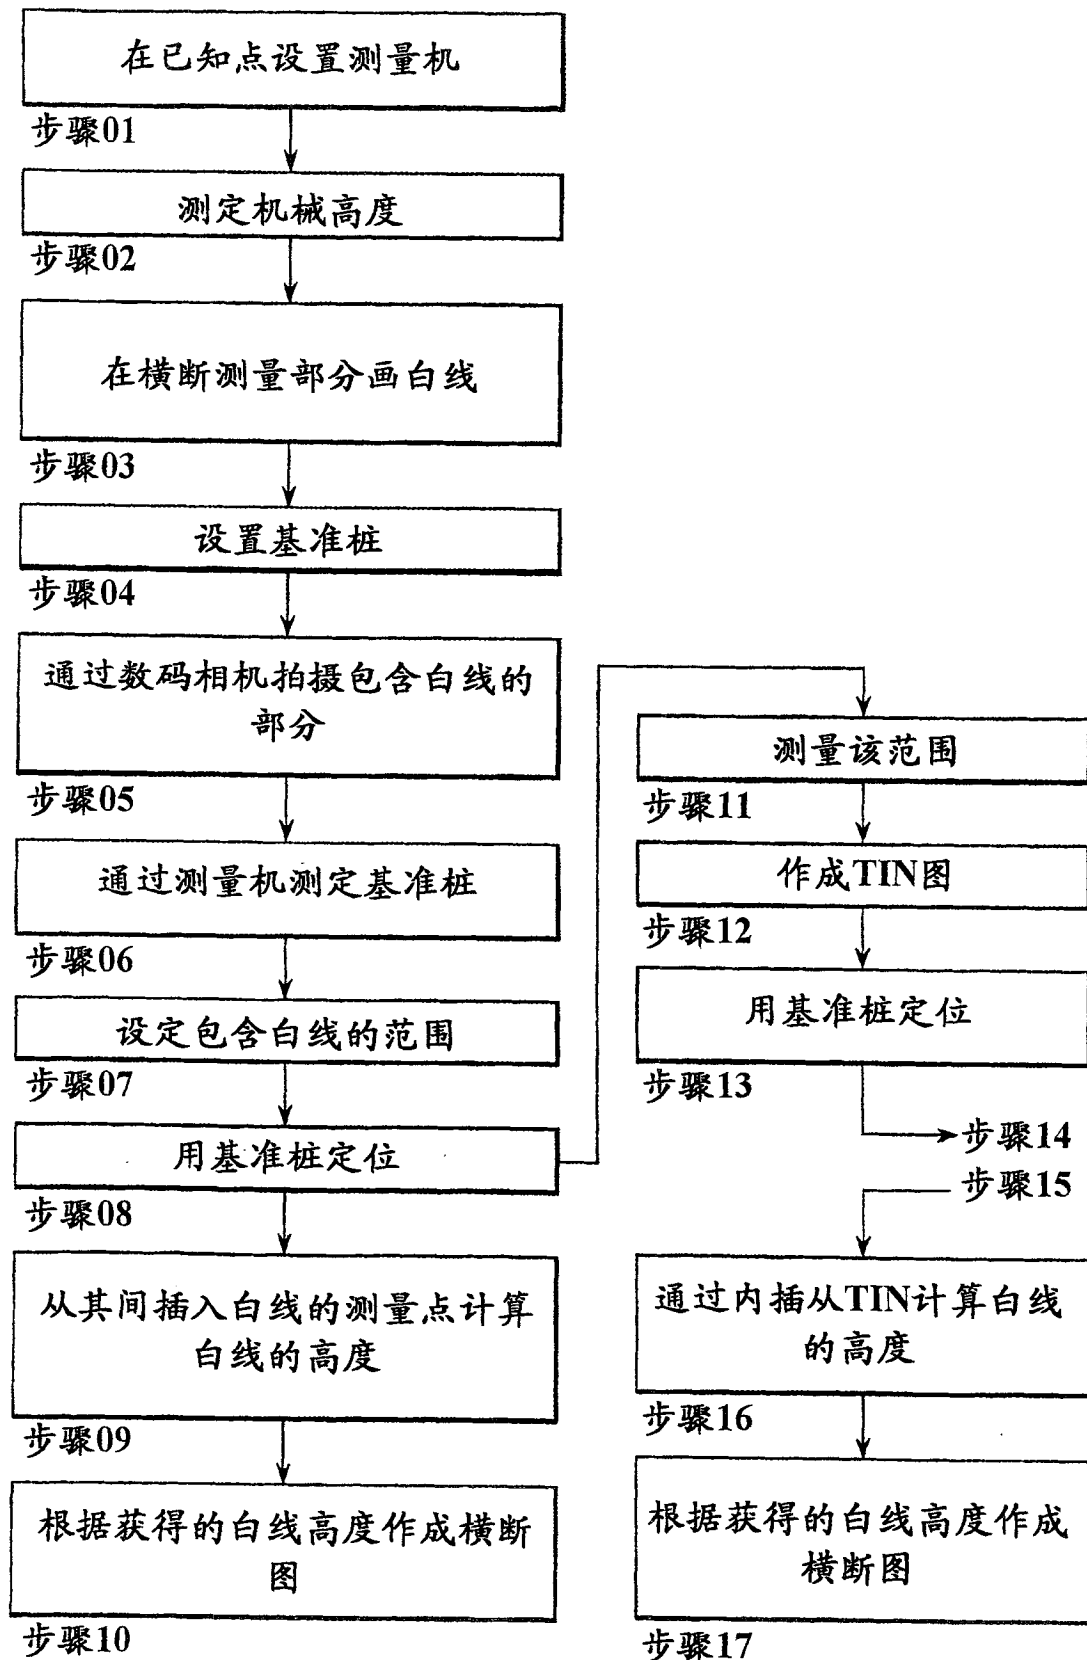 在已知点设置测量机
步骤01
测定机械高度
步骤02
在横断测量部分画白线
步骤03
设置基准桩
步骤04
通过数码相机拍摄包含白线的
部分
步骤05
通过测量机测定基准桩
步骤06
设定包含白线的范围
步骤07
用基准桩定位
步骤08
从其间插入白线的测量点计算
白线的高度
步骤09
根据获得的白线高度作成横断
图
步骤10
测量该范围
步骤11
作成TIN图
步骤12
用基准桩定位
步骤13
步骤14
步骤15
通过内插从TIN计算白线
的高度
步骤16
根据获得的白线高度作成
横断图
步骤17